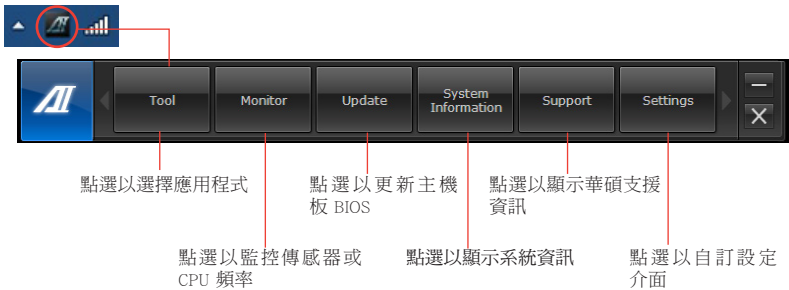 Tool
Monitor
Update
System
Information
Support
Settings
點選以選擇應用程式
點選以更新主機
板 BIOS
點選以顯示華碩支援
資訊
點選以監控傳感器或
CPU 頻率
點選以顯示系統資訊
點選以自訂設定
介面